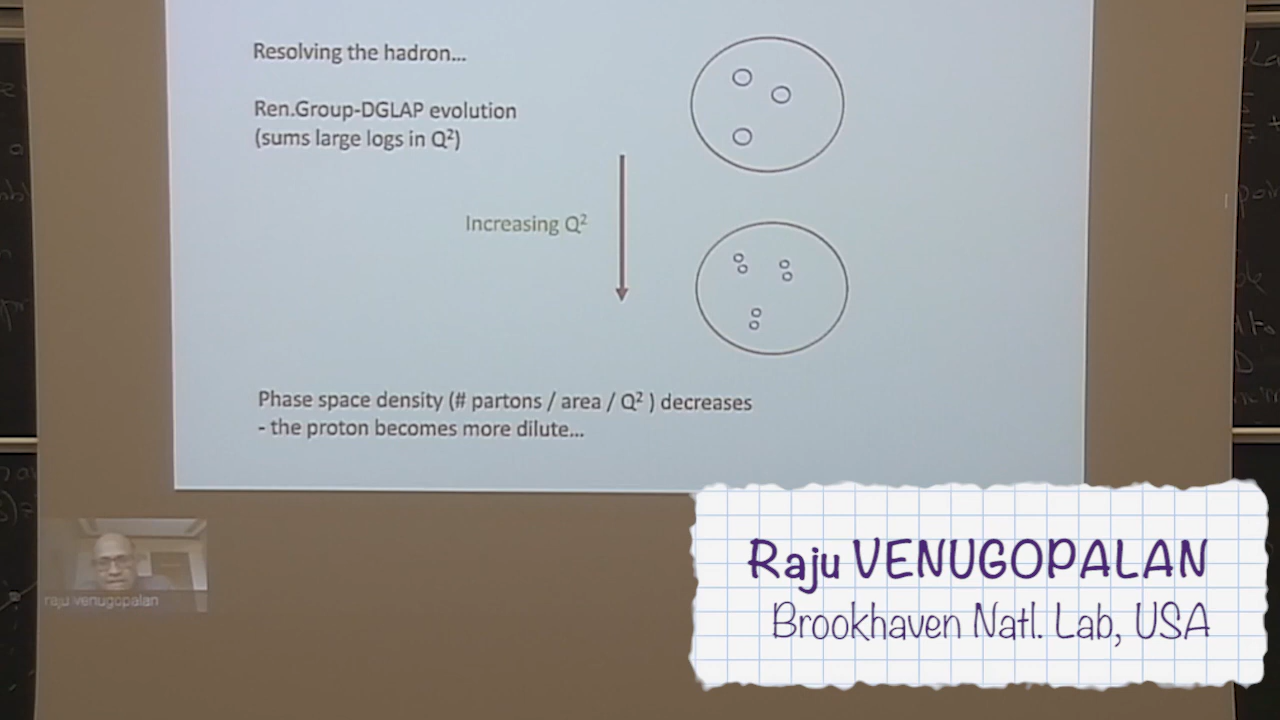 Resolving the hadron...
Ren.Group-DGLAP evolution
(sums large logs in Q²)
Increasing Q²
Phase space density (# partons / area / Q² ) decreases
- the proton becomes more dilute...
raju venugopalan
Raju VENUGOPALAN
Brookhaven Natl. Lab, USA